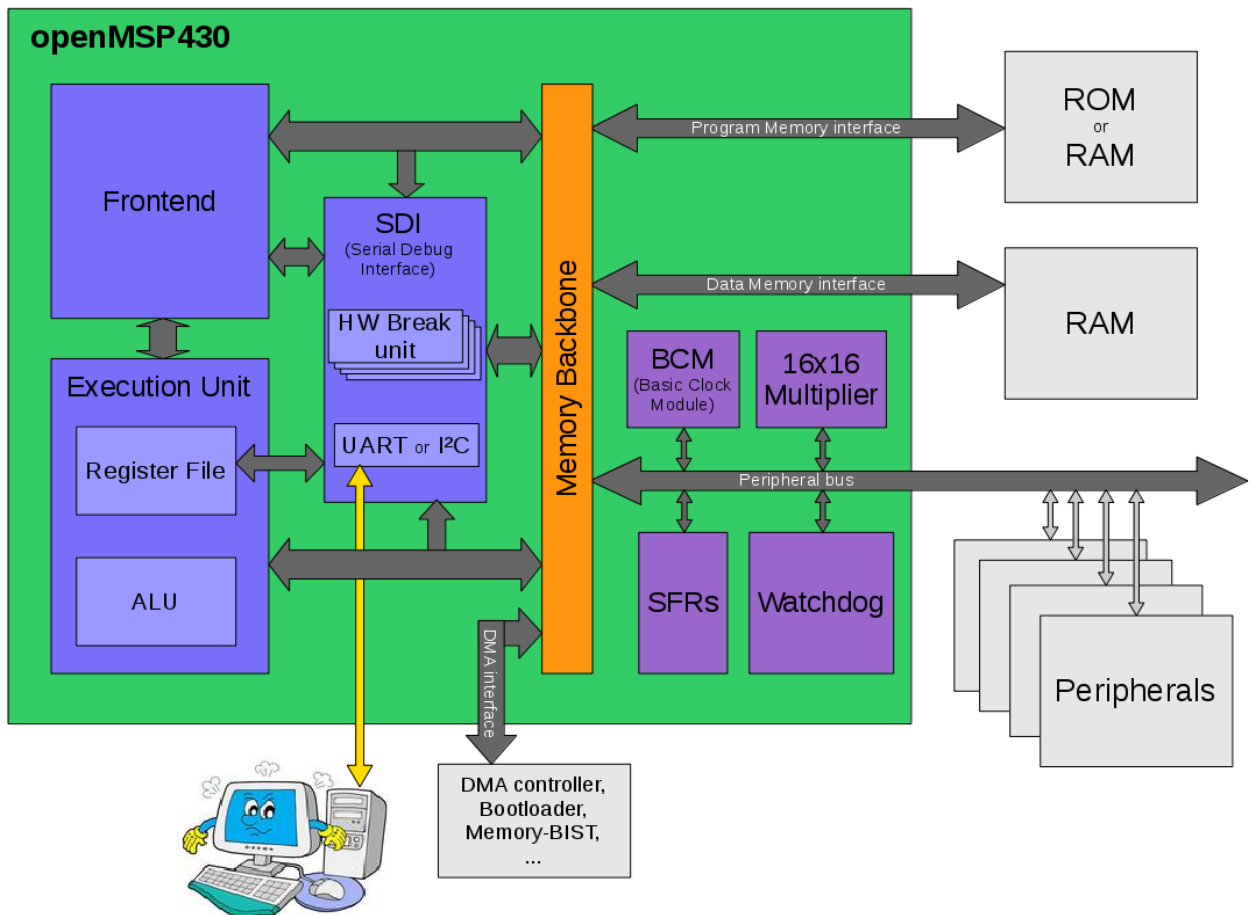 openMSP430
Frontend
SDI
(Serial Debug
Interface)
HW Break
unit
UART or I²C
Execution Unit
Register File
ALU
Memory Backbone
Program Memory interface
ROM
or
RAM
Data Memory interface
RAM
BCM
(Basic Clock
Module)
16x16
Multiplier
Peripheral bus
SFRs
Watchdog
Peripherals
DMA interface
DMA controller,
Bootloader,
Memory-BIST,
...